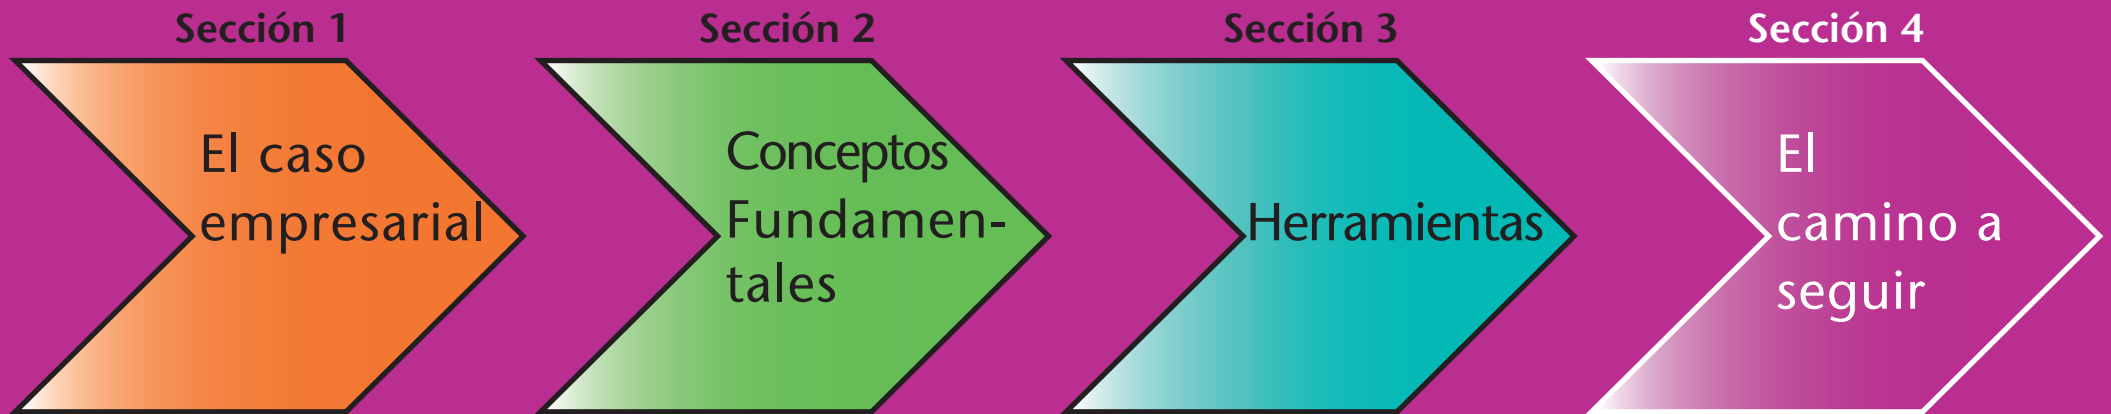 Sección 1
El caso
empresarial
Sección 2
Conceptos
Fundamen-
tales
Sección 3
Herramientas
Sección 4
El
camino a
seguir